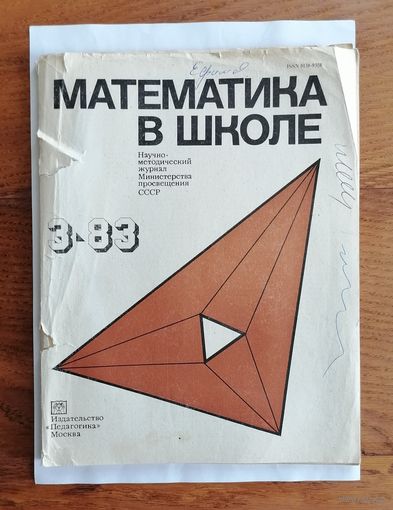 ISSN 0130-9358
МАТЕМАТИКА
В ШКОЛЕ
Научно-
методический
журнал
Министерства
просвещения
СССР
3·83
Издательство
«Педагогика»
Москва